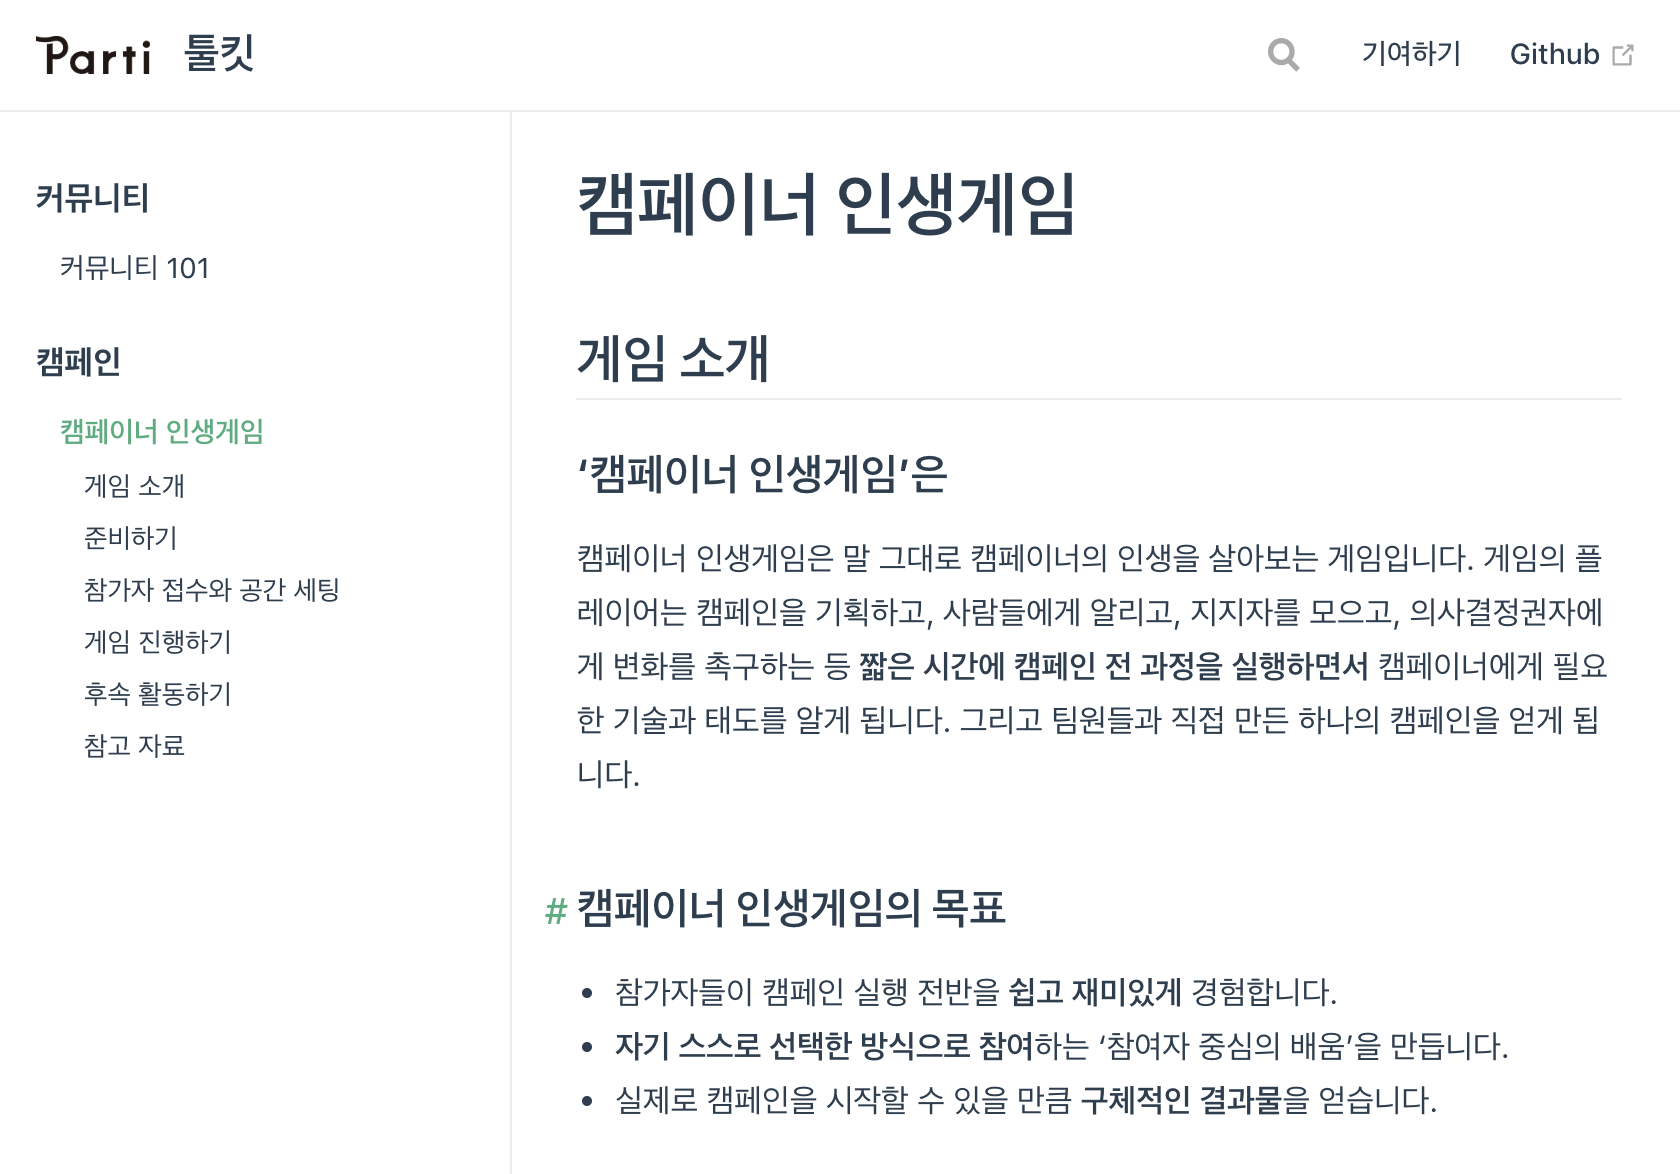 Parti 툴킷
기여하기
Github
커뮤니티
커뮤니티 101
캠페인
캠페이너 인생게임
게임 소개
준비하기
참가자 접수와 공간 세팅
게임 진행하기
후속 활동하기
참고 자료
캠페이너 인생게임
게임 소개
‘캠페이너 인생게임’은
캠페이너 인생게임은 말 그대로 캠페이너의 인생을 살아보는 게임입니다. 게임의 플
레이어는 캠페인을 기획하고, 사람들에게 알리고, 지지자를 모으고, 의사결정권자에
게 변화를 촉구하는 등 짧은 시간에 캠페인 전 과정을 실행하면서 캠페이너에게 필요
한 기술과 태도를 알게 됩니다. 그리고 팀원들과 직접 만든 하나의 캠페인을 얻게 됩
니다.
# 캠페이너 인생게임의 목표
• 참가자들이 캠페인 실행 전반을 쉽고 재미있게 경험합니다.
• 자기 스스로 선택한 방식으로 참여하는 ‘참여자 중심의 배움’을 만듭니다.
• 실제로 캠페인을 시작할 수 있을 만큼 구체적인 결과물을 얻습니다.